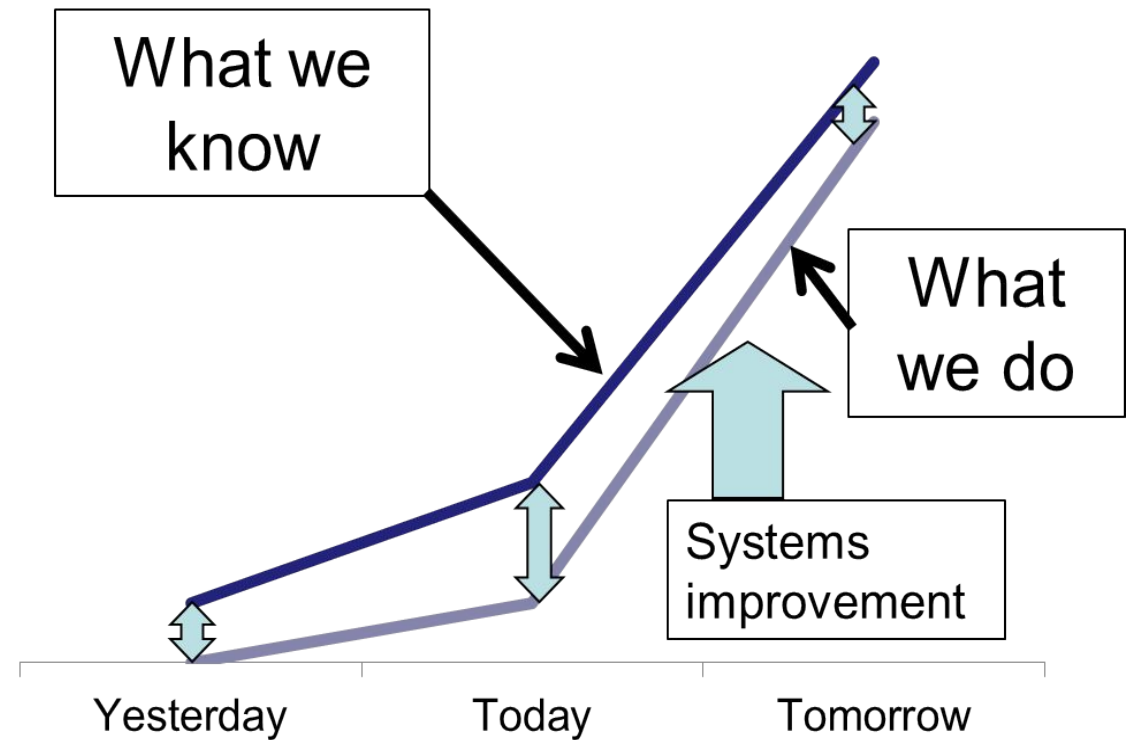 What we
know
What
we do
Systems
improvement
Yesterday
Today
Tomorrow